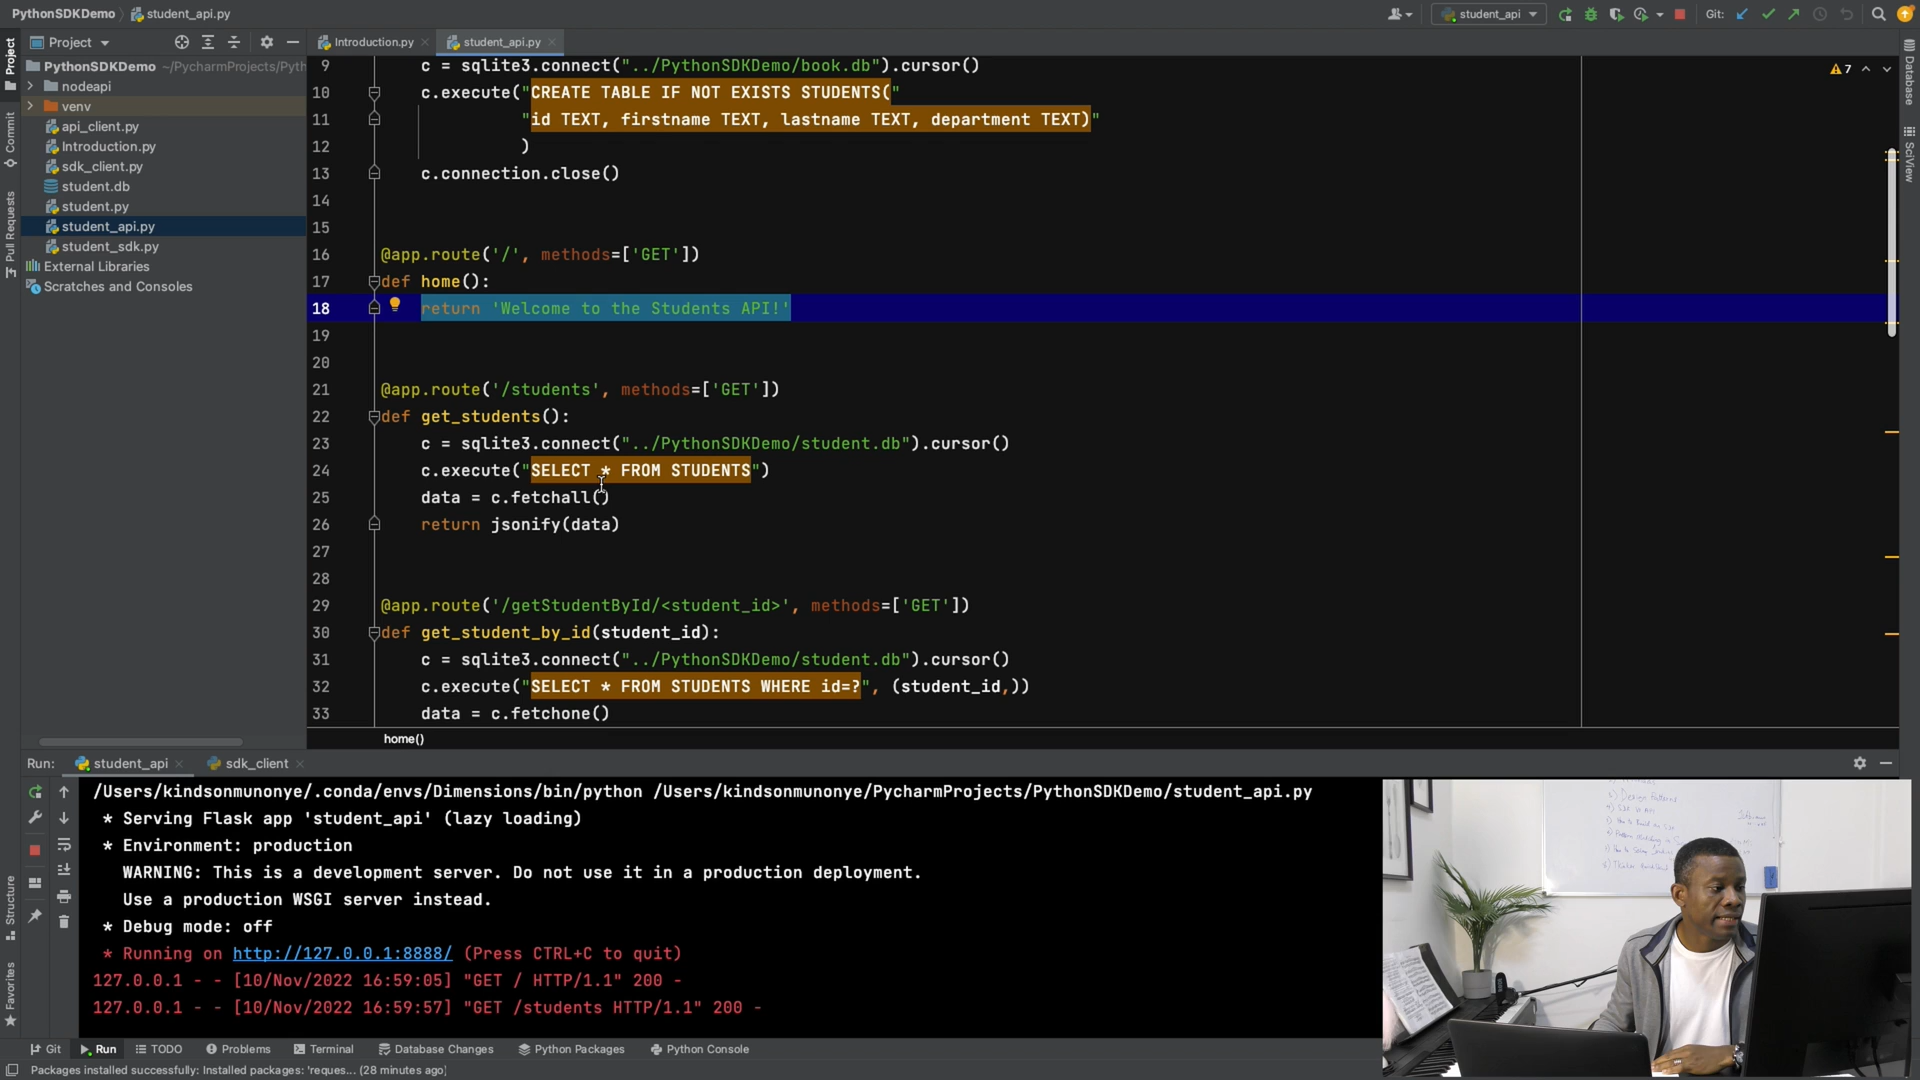 PythonSDKDemo
student_api.py
student_api
Git:
Project
Introduction.py
student_api.py
Project
Commit
Pull Requests
Structure
Favorites
PythonSDKDemo ~/PycharmProjects/Pyth
nodeapi
venv
api_client.py
Introduction.py
sdk_client.py
student.db
student.py
student_api.py
student_sdk.py
External Libraries
Scratches and Consoles
Database
SciView
7
9 c = sqlite3.connect("../PythonSDKDemo/book.db").cursor()
10 c.execute("CREATE TABLE IF NOT EXISTS STUDENTS("
11 "id TEXT, firstname TEXT, lastname TEXT, department TEXT)"
12 )
13 c.connection.close()
14
15
16 @app.route('/', methods=['GET'])
17 def home():
18 return 'Welcome to the Students API!'
19
20
21 @app.route('/students', methods=['GET'])
22 def get_students():
23 c = sqlite3.connect("../PythonSDKDemo/student.db").cursor()
24 c.execute("SELECT * FROM STUDENTS")
25 data = c.fetchall()
26 return jsonify(data)
27
28
29 @app.route('/getStudentById/<student_id>', methods=['GET'])
30 def get_student_by_id(student_id):
31 c = sqlite3.connect("../PythonSDKDemo/student.db").cursor()
32 c.execute("SELECT * FROM STUDENTS WHERE id=?", (student_id,))
33 data = c.fetchone()
home()
Run: student_api sdk_client
/Users/kindsonmunonye/.conda/envs/Dimensions/bin/python /Users/kindsonmunonye/PycharmProjects/PythonSDKDemo/student_api.py
* Serving Flask app 'student_api' (lazy loading)
* Environment: production
WARNING: This is a development server. Do not use it in a production deployment.
Use a production WSGI server instead.
* Debug mode: off
* Running on http://127.0.0.1:8888/ (Press CTRL+C to quit)
127.0.0.1 - - [10/Nov/2022 16:59:05] "GET / HTTP/1.1" 200 -
127.0.0.1 - - [10/Nov/2022 16:59:57] "GET /students HTTP/1.1" 200 -
Design Patterns
Git Run TODO Problems Terminal Database Changes Python Packages Python Console
Packages installed successfully: Installed packages: 'reques... (28 minutes ago)